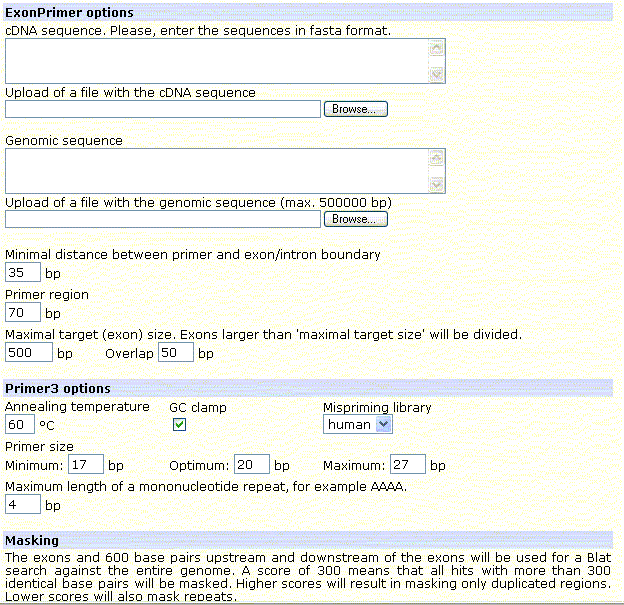 ExonPrimer options
cDNA sequence. Please, enter the sequences in fasta format.
Upload of a file with the cDNA sequence
Browse...
Genomic sequence
Upload of a file with the genomic sequence (max. 500000 bp)
Browse...
Minimal distance between primer and exon/intron boundary
35 bp
Primer region
70 bp
Maximal target (exon) size. Exons larger than 'maximal target size' will be divided.
500 bp Overlap 50 bp
Primer3 options
Annealing temperature GC clamp Mispriming library
60 °C human
Primer size
Minimum: 17 bp Optimum: 20 bp Maximum: 27 bp
Maximum length of a mononucleotide repeat, for example AAAA.
4 bp
Masking
The exons and 600 base pairs upstream and downstream of the exons will be used for a Blat
search against the entire genome. A score of 300 means that all hits with more than 300
identical base pairs will be masked. Higher scores will result in masking only duplicated regions.
Lower scores will also mask repeats.